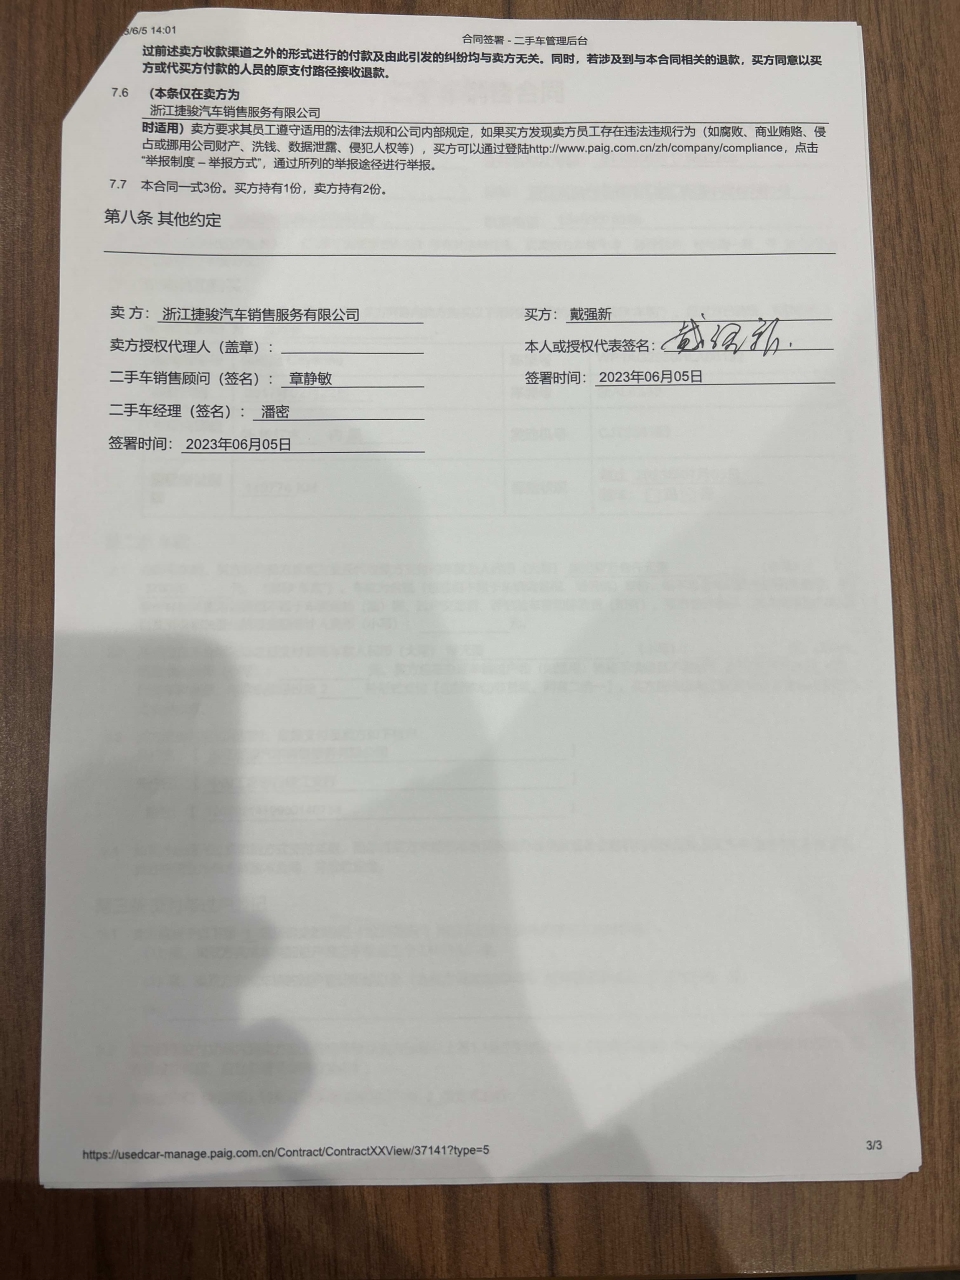 3/6/5 14:01
合同签署 - 二手车管理后台
过前述卖方收款渠道之外的形式进行的付款及由此引发的纠纷均与卖方无关。同时，若涉及到与本合同相关的退款，买方同意以买
方或代买方付款的人员的原支付路径接收退款。
7.6 （本条仅在卖方为
浙江捷骏汽车销售服务有限公司
时适用）卖方要求其员工遵守适用的法律法规和公司内部规定，如果买方发现卖方员工存在违法违规行为（如腐败、商业贿赂、侵
占或挪用公司财产、洗钱、数据泄露、侵犯人权等），买方可以通过登陆http://www.paig.com.cn/zh/company/compliance，点击
“举报制度 – 举报方式”，通过所列的举报途径进行举报。
7.7 本合同一式3份。买方持有1份，卖方持有2份。
第八条 其他约定
卖 方： 浙江捷骏汽车销售服务有限公司
卖方授权代理人（盖章）：
二手车销售顾问（签名）： 章静敏
二手车经理（签名）： 潘密
签署时间： 2023年06月05日
买方： 戴强新
本人或授权代表签名： 戴强新
签署时间： 2023年06月05日
https://usedcar-manage.paig.com.cn/Contract/ContractXXView/37141?type=5
3/3